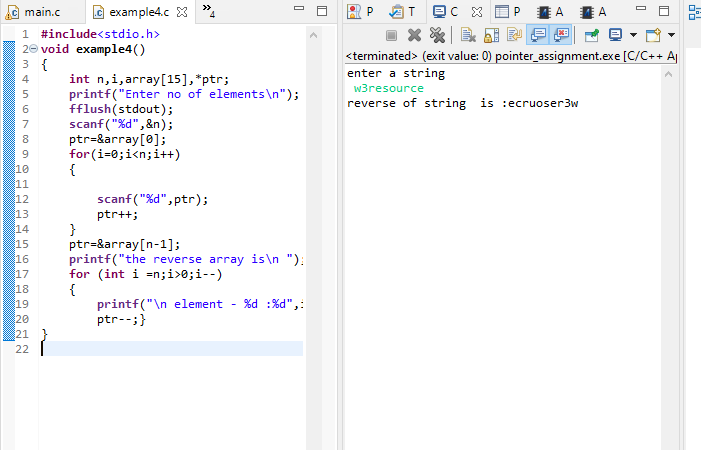 main.c
example4.c
»4
1 #include<stdio.h>
2 void example4()
3 {
4 int n,i,array[15],*ptr;
5 printf("Enter no of elements\n");
6 fflush(stdout);
7 scanf("%d",&n);
8 ptr=&array[0];
9 for(i=0;i<n;i++)
10 {
11
12 scanf("%d",ptr);
13 ptr++;
14 }
15 ptr=&array[n-1];
16 printf("the reverse array is\n ");
17 for (int i =n;i>0;i--)
18 {
19 printf("\n element - %d :%d",i
20 ptr--;}
21 }
22
P
T
C
P
A
A
<terminated> (exit value: 0) pointer_assignment.exe [C/C++ Ap
enter a string
w3resource
reverse of string is :ecruoser3w